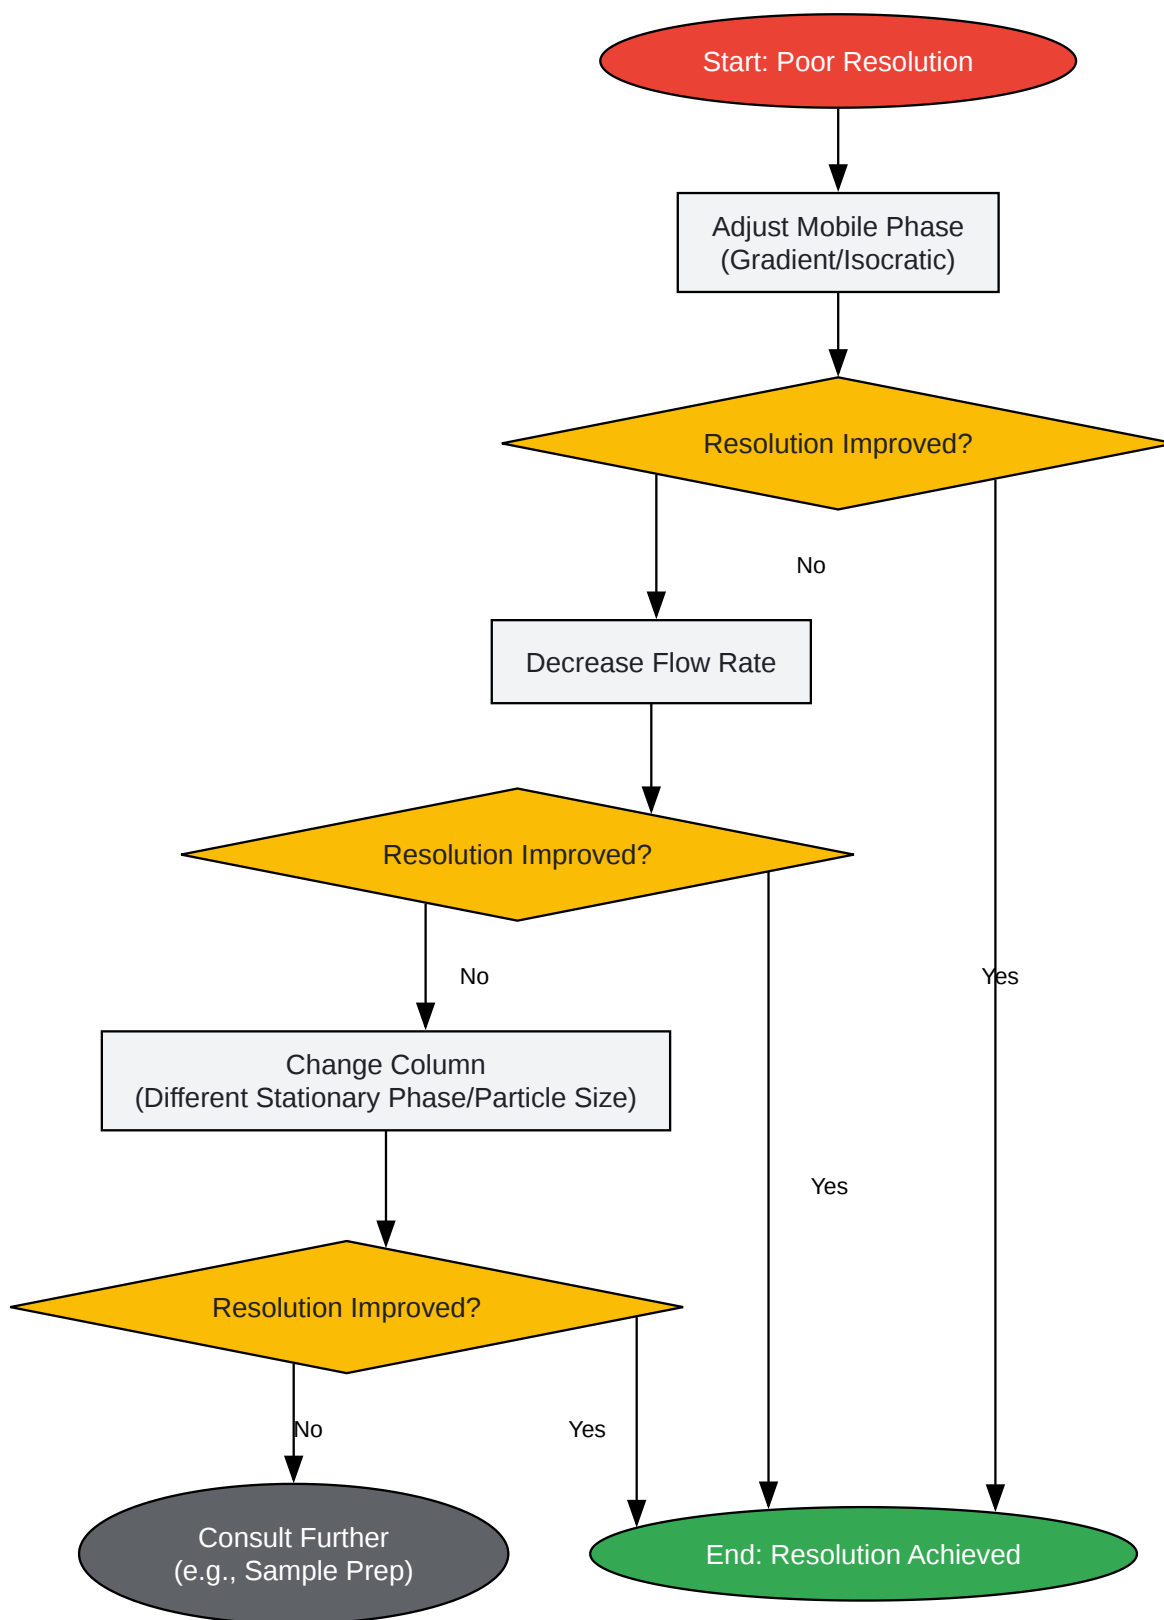 Start: Poor Resolution
Adjust Mobile Phase
(Gradient/Isocratic)
Resolution Improved?
No
Decrease Flow Rate
Resolution Improved?
No
Yes
Change Column
(Different Stationary Phase/Particle Size)
Yes
Resolution Improved?
No
Yes
Consult Further
(e.g., Sample Prep)
End: Resolution Achieved